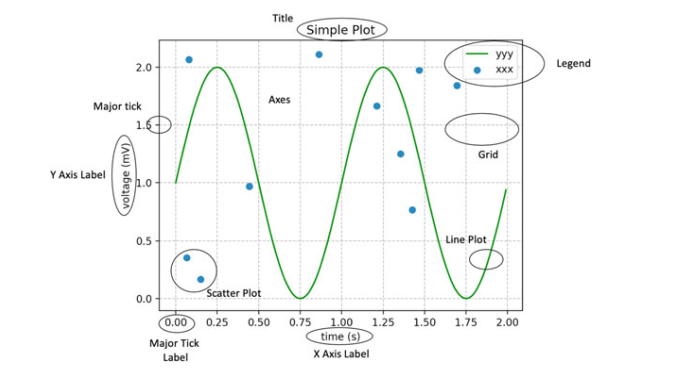 Title
Simple Plot
yyy
xxx
Legend
2.0
Axes
Major tick
1.5
Grid
Y Axis Label
voltage (mV)
1.0
0.5
Line Plot
Scatter Plot
0.0
0.00 0.25 0.50 0.75 1.00 1.25 1.50 1.75 2.00
time (s)
Major Tick
Label
X Axis Label